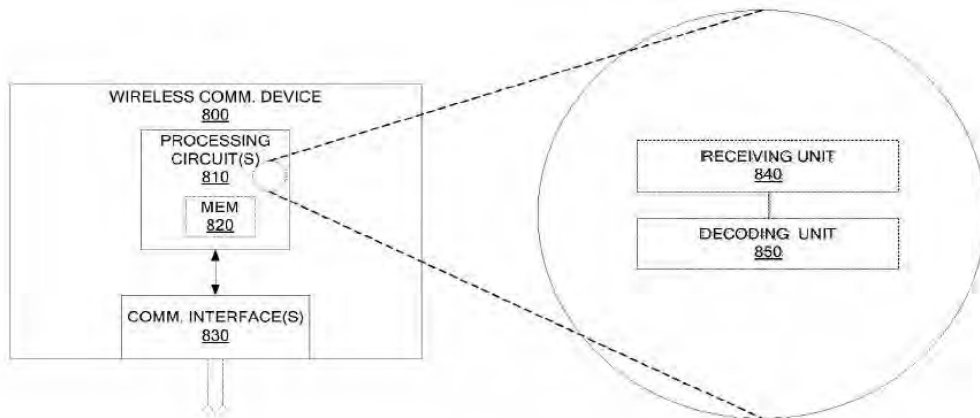 WIRELESS COMM. DEVICE
800
PROCESSING
CIRCUIT(S)
810
MEM
820
COMM. INTERFACE(S)
830
RECEIVING UNIT
840
DECODING UNIT
850